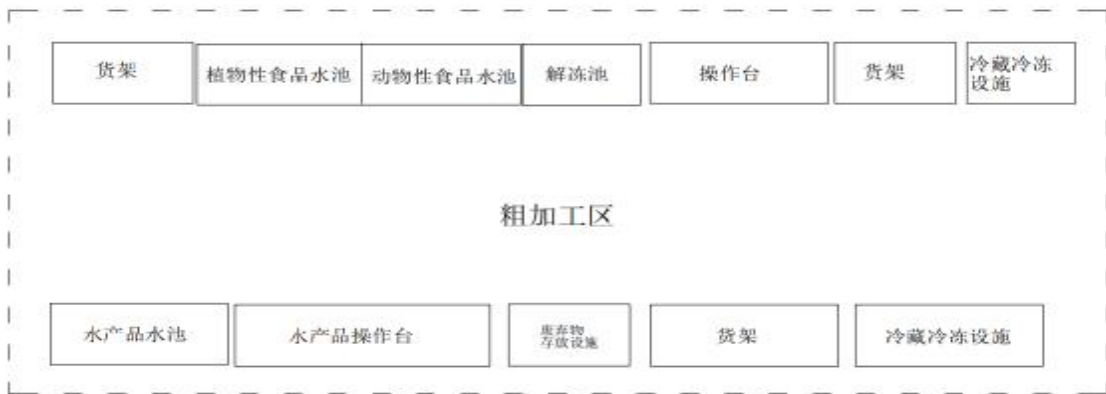 货架
植物性食品水池
动物性食品水池
解冻池
操作台
货架
冷藏冷冻
设施
粗加工区
水产品水池
水产品操作台
废弃物
存放设施
货架
冷藏冷冻设施